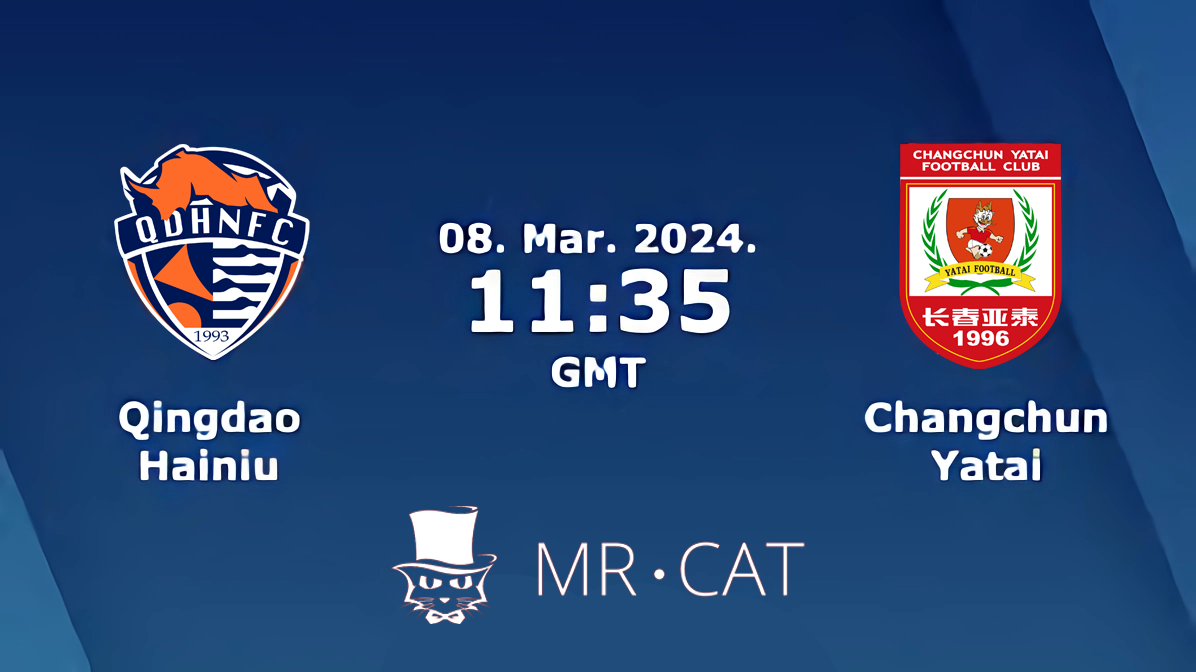 QDHNFC
1993
Qingdao
Hainiu
08. Mar. 2024.
11:35
GMT
CHANGCHUN YATAI
FOOTBALL CLUB
YATAI FOOTBALL
长春亚泰
1996
Changchun
Yatai
MR·CAT